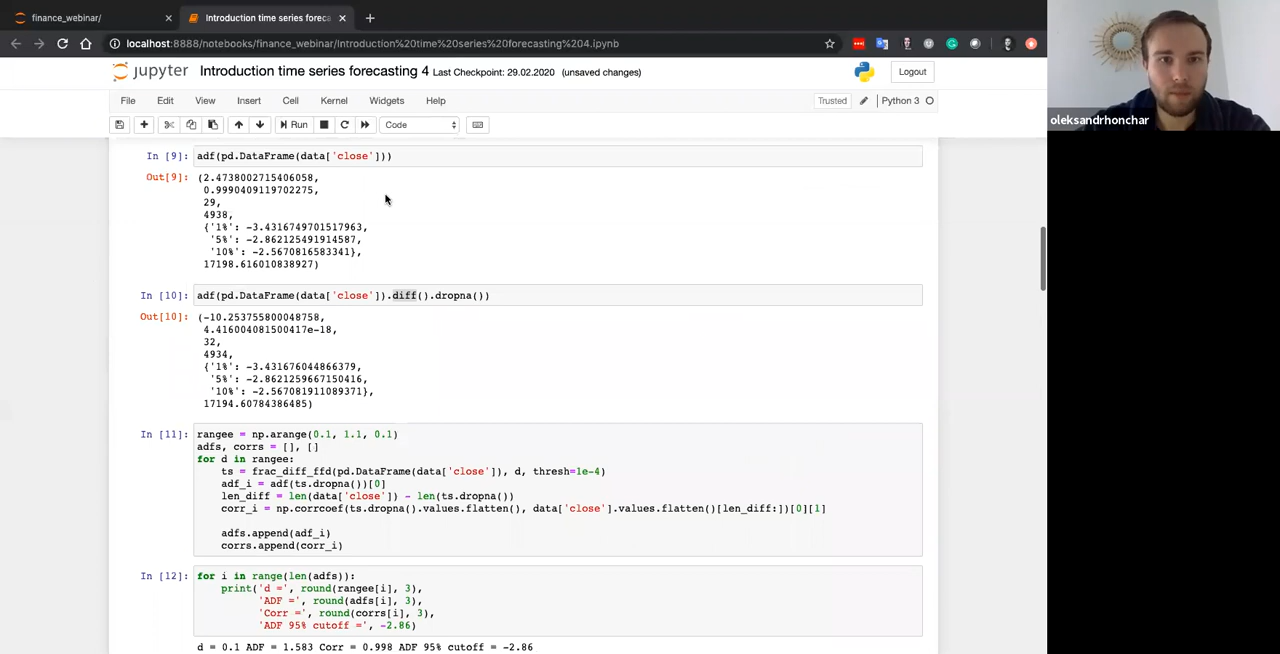 finance_webinar/
Introduction time series foreca
localhost:8888/notebooks/finance_webinar/Introduction%20time%20series%20forecasting%204.ipynb
jupyter Introduction time series forecasting 4 Last Checkpoint: 29.02.2020 (unsaved changes)
Logout
File Edit View Insert Cell Kernel Widgets Help
Trusted
Python 3
Run
Code
In [9]: adf(pd.DataFrame(data['close']))
Out[9]: (2.4738002715406058,
0.9990409119702275,
29,
4938,
{'1%': -3.4316749701517963,
'5%': -2.862125491914587,
'10%': -2.5670816583341},
17198.616010838927)
In [10]: adf(pd.DataFrame(data['close']).diff().dropna())
Out[10]: (-10.253755800048758,
4.416004081500417e-18,
32,
4934,
{'1%': -3.431676044866379,
'5%': -2.8621259667150416,
'10%': -2.567081911089371},
17194.60784386485)
In [11]: rangee = np.arange(0.1, 1.1, 0.1)
adfs, corrs = [], []
for d in rangee:
ts = frac_diff_ffd(pd.DataFrame(data['close']), d, thresh=1e-4)
adf_i = adf(ts.dropna())[0]
len_diff = len(data['close']) - len(ts.dropna())
corr_i = np.corrcoef(ts.dropna().values.flatten(), data['close'].values.flatten()[len_diff:])[0][1]
adfs.append(adf_i)
corrs.append(corr_i)
In [12]: for i in range(len(adfs)):
print('d =', round(rangee[i], 3),
'ADF =', round(adfs[i], 3),
'Corr =', round(corrs[i], 3),
'ADF 95% cutoff =', -2.86)
d = 0.1 ADF = 1.583 Corr = 0.998 ADF 95% cutoff = -2.86
oleksandrhonchar